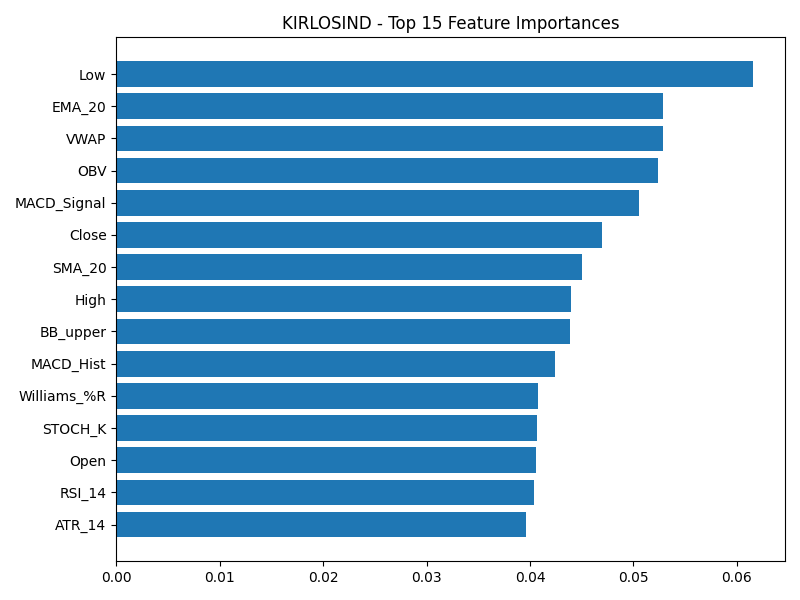 KIRLOSIND - Top 15 Feature Importances
Low
EMA_20
VWAP
OBV
MACD_Signal
Close
SMA_20
High
BB_upper
MACD_Hist
Williams_%R
STOCH_K
Open
RSI_14
ATR_14
0.00 0.01 0.02 0.03 0.04 0.05 0.06